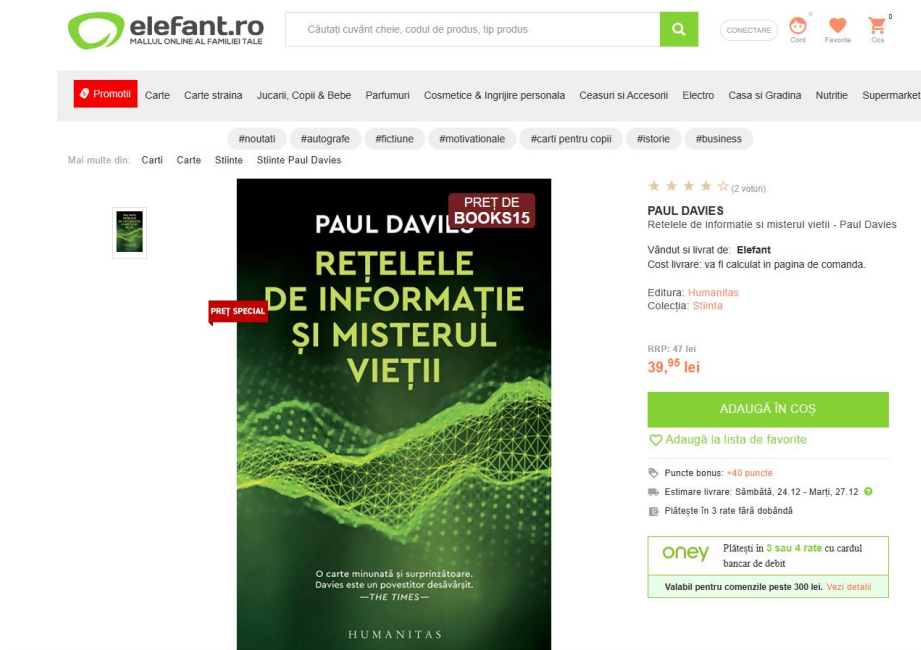 elefant.ro
MALLUL ONLINE AL FAMILIEI TALE
Căutați cuvânt cheie, codul de produs, tip produs
CONECTARE
Cont
Favorite
0
Coș
Promotii
Carte
Carte straina
Jucarii, Copii & Bebe
Parfumuri
Cosmetice & Ingrijire personala
Ceasuri si Accesorii
Electro
Casa si Gradina
Nutritie
Supermarket
#noutati
#autografe
#fictiune
#motivationale
#carti pentru copii
#istorie
#business
Mai multe din:
Carti
Carte
Stiinte
Stiinte Paul Davies
PREȚ DE
BOOKS15
PAUL DAVIES
REȚELELE
DE INFORMAȚIE
ȘI MISTERUL
VIEȚII
PREȚ SPECIAL
O carte minunată și surprinzătoare.
Davies este un povestitor desăvârșit.
—THE TIMES—
HUMANITAS
(2 voturi)
PAUL DAVIES
Retelele de informatie si misterul vietii - Paul Davies
Vândut si livrat de: Elefant
Cost livrare: va fi calculat in pagina de comanda.
Editura: Humanitas
Colecția: Stiinta
RRP: 47 lei
39,95 lei
ADAUGĂ ÎN COȘ
Adaugă la lista de favorite
Puncte bonus: +40 puncte
Estimare livrare: Sâmbătă, 24.12 - Marți, 27.12
Plătește în 3 rate fără dobândă
oney
Plătești în 3 sau 4 rate cu cardul
bancar de debit
Valabil pentru comenzile peste 300 lei. Vezi detalii